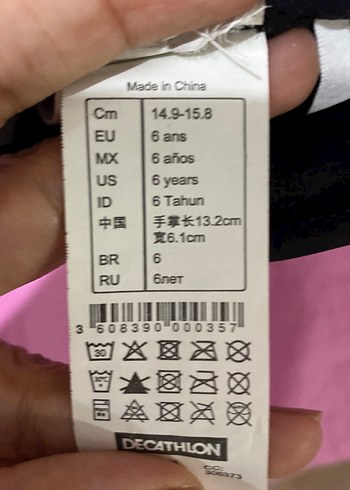 Made in China
Cm 14.9-15.8
EU 6 ans
MX 6 años
US 6 years
ID 6 Tahun
中国 手掌长13.2cm
宽6.1cm
BR 6
RU 6лет
3 608390 000357
30
DECATHLON
CC:
306373